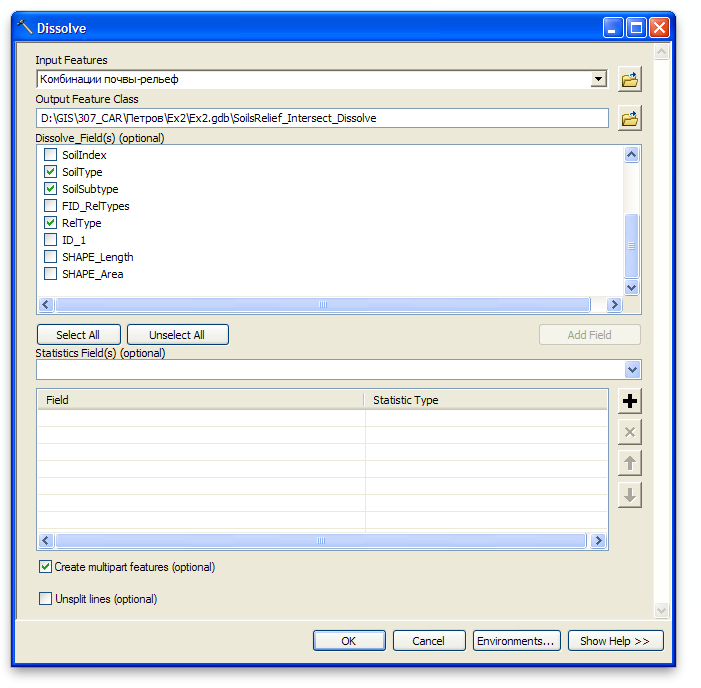 Dissolve
Input Features
Комбинации почвы-рельеф
Output Feature Class
D:\GIS\307_CAR\Петров\Ex2\Ex2.gdb\SoilsRelief_Intersect_Dissolve
Dissolve_Field(s) (optional)
SoilIndex
SoilType
SoilSubtype
FID_RelTypes
RelType
ID_1
SHAPE_Length
SHAPE_Area
Select All Unselect All Add Field
Statistics Field(s) (optional)
Field Statistic Type
Create multipart features (optional)
Unsplit lines (optional)
OK Cancel Environments... Show Help >>